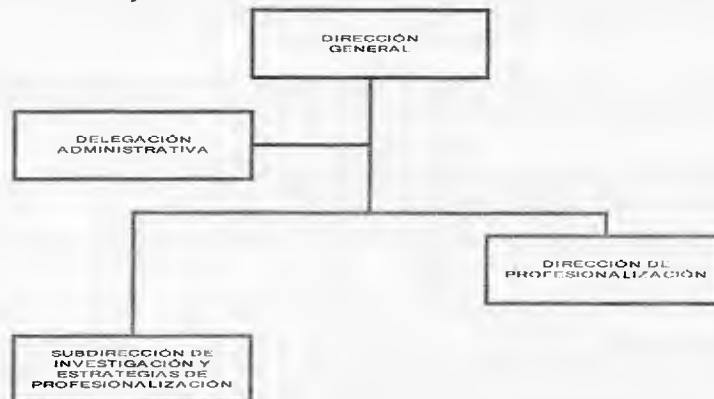 DIRECCIÓN
GENERAL
DELEGACIÓN
ADMINISTRATIVA
DIRECCIÓN DE
PROFESIONALIZACIÓN
SUBDIRECCIÓN DE
INVESTIGACIÓN Y
ESTRATEGIAS DE
PROFESIONALIZACIÓN